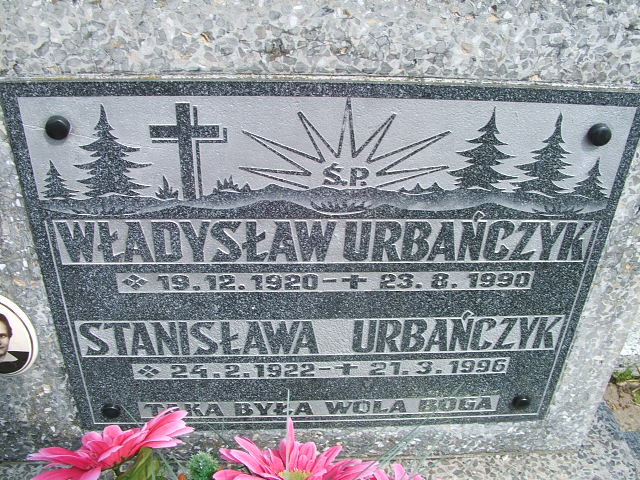 Ś.P.
WŁADYSŁAW URBAŃCZYK
19.12.1920 - ✝ 23.8.1990
STANISŁAWA URBAŃCZYK
24.2.1922 - ✝ 21.3.1996
TAKA BYŁA WOLA BOGA